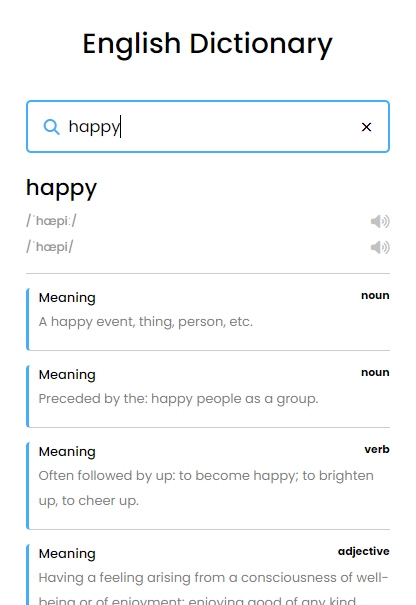 English Dictionary
happy
happy
/ˈhæpiː/
/ˈhæpi/
Meaning noun
A happy event, thing, person, etc.
Meaning noun
Preceded by the: happy people as a group.
Meaning verb
Often followed by up: to become happy; to brighten
up, to cheer up.
Meaning adjective
Having a feeling arising from a consciousness of well-
being or of enjoyment; enjoying good of any kind